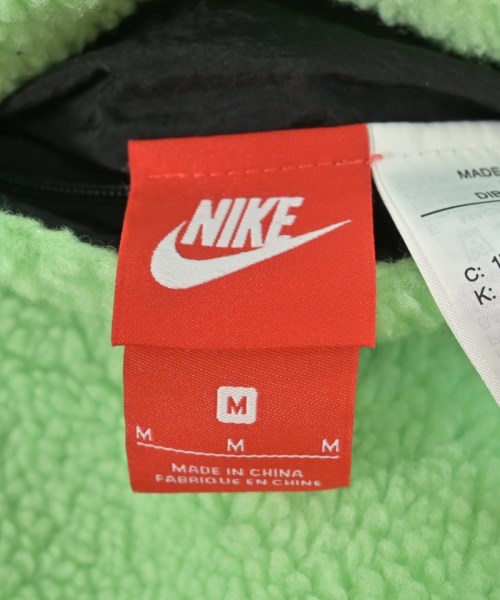 NIKE
M
M M M
MADE IN CHINA
FABRIQUE EN CHINE
MADE
C:
K: